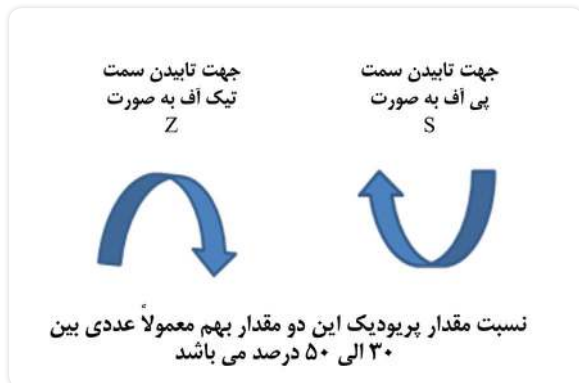 جهت تابیدن سمت
پی آف به صورت
S
جهت تابیدن سمت
تیک آف به صورت
Z
نسبت مقدار پریودیک این دو مقدار بهم معمولاً عددی بین
۳۰ الی ۵۰ درصد می باشد